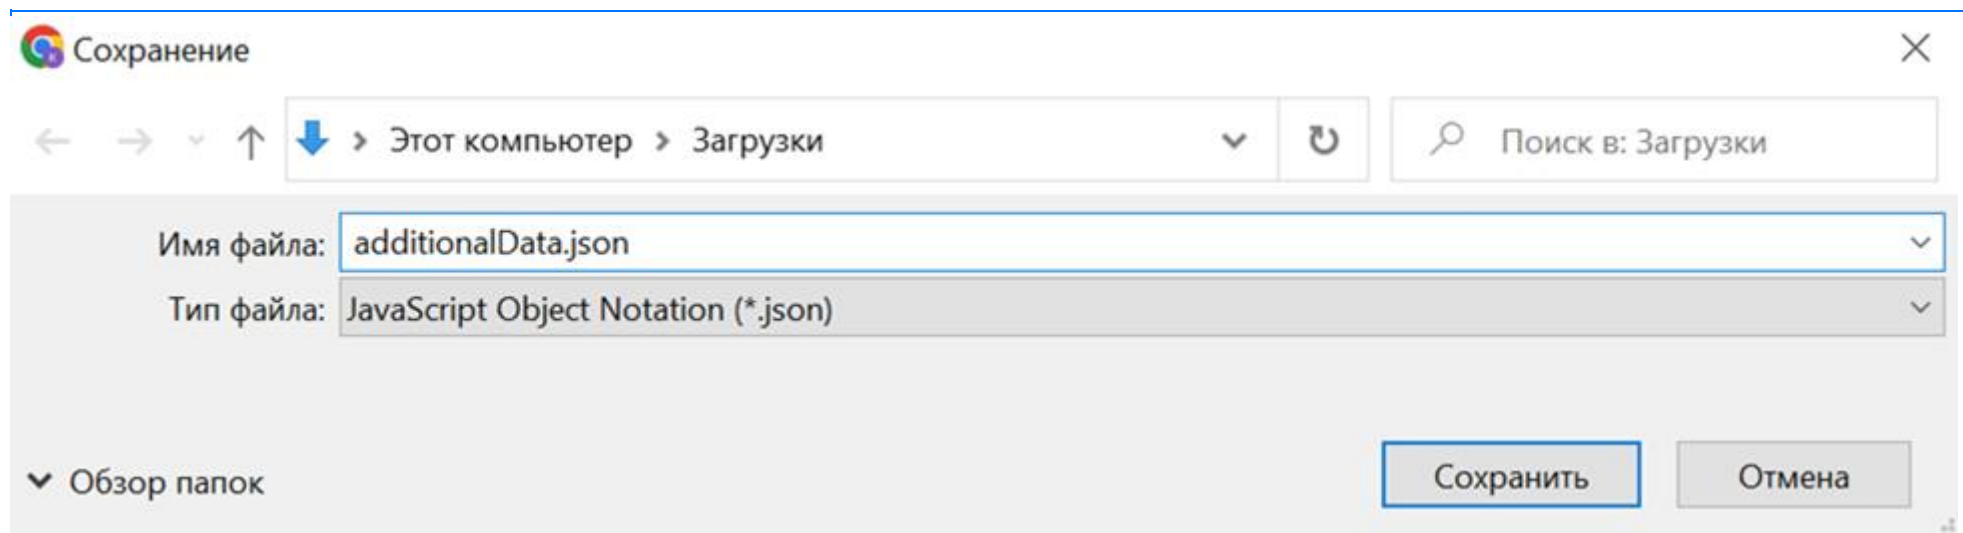 Сохранение
Этот компьютер Загрузки
Поиск в: Загрузки
Имя файла: additionalData.json
Тип файла: JavaScript Object Notation (*.json)
Обзор папок
Сохранить
Отмена